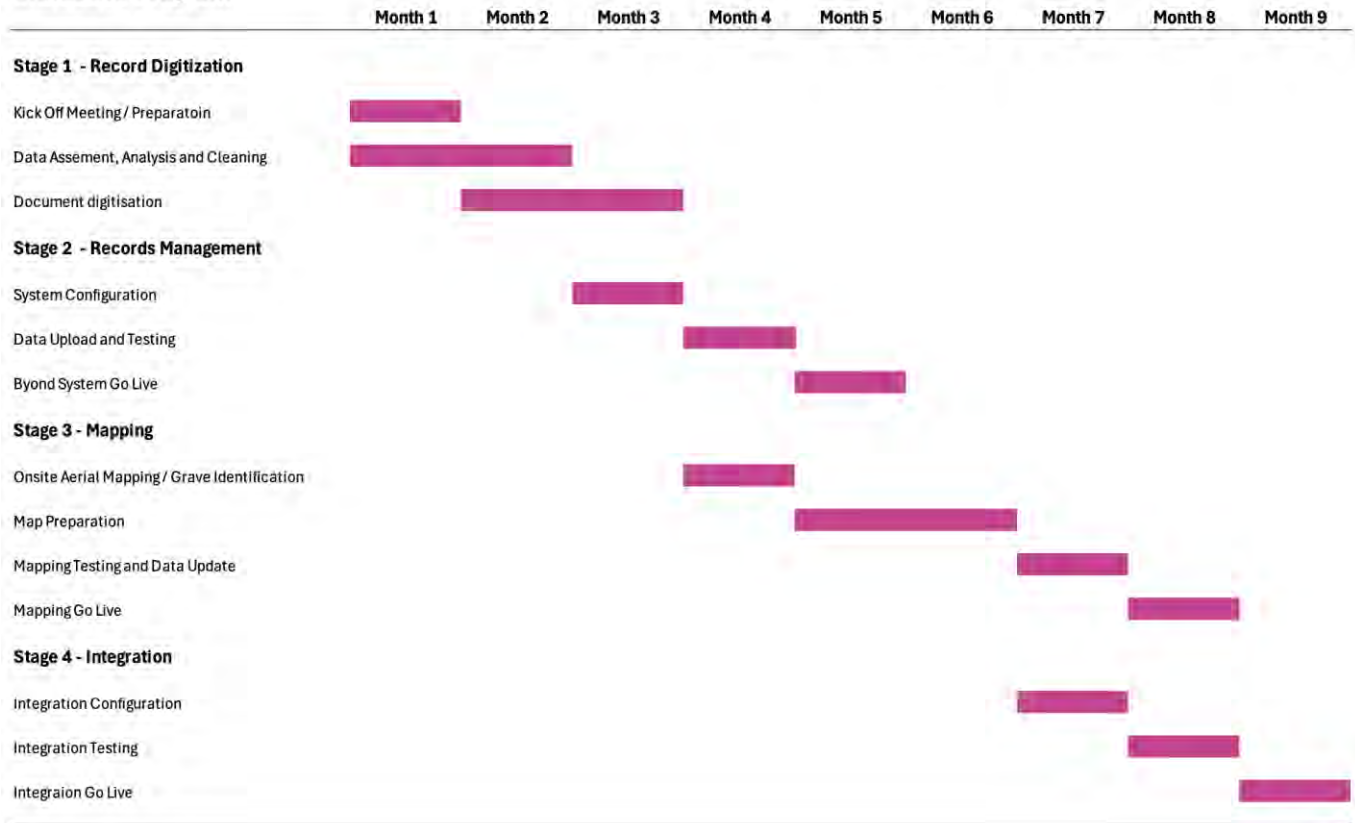 Month 1 Month 2 Month 3 Month 4 Month 5 Month 6 Month 7 Month 8 Month 9
Stage 1 - Record Digitization
Kick Off Meeting / Preparatoin
Data Assement, Analysis and Cleaning
Document digitisation
Stage 2 - Records Management
System Configuration
Data Upload and Testing
Byond System Go Live
Stage 3 - Mapping
Onsite Aerial Mapping / Grave Identification
Map Preparation
Mapping Testing and Data Update
Mapping Go Live
Stage 4 - Integration
Integration Configuration
Integration Testing
Integraion Go Live